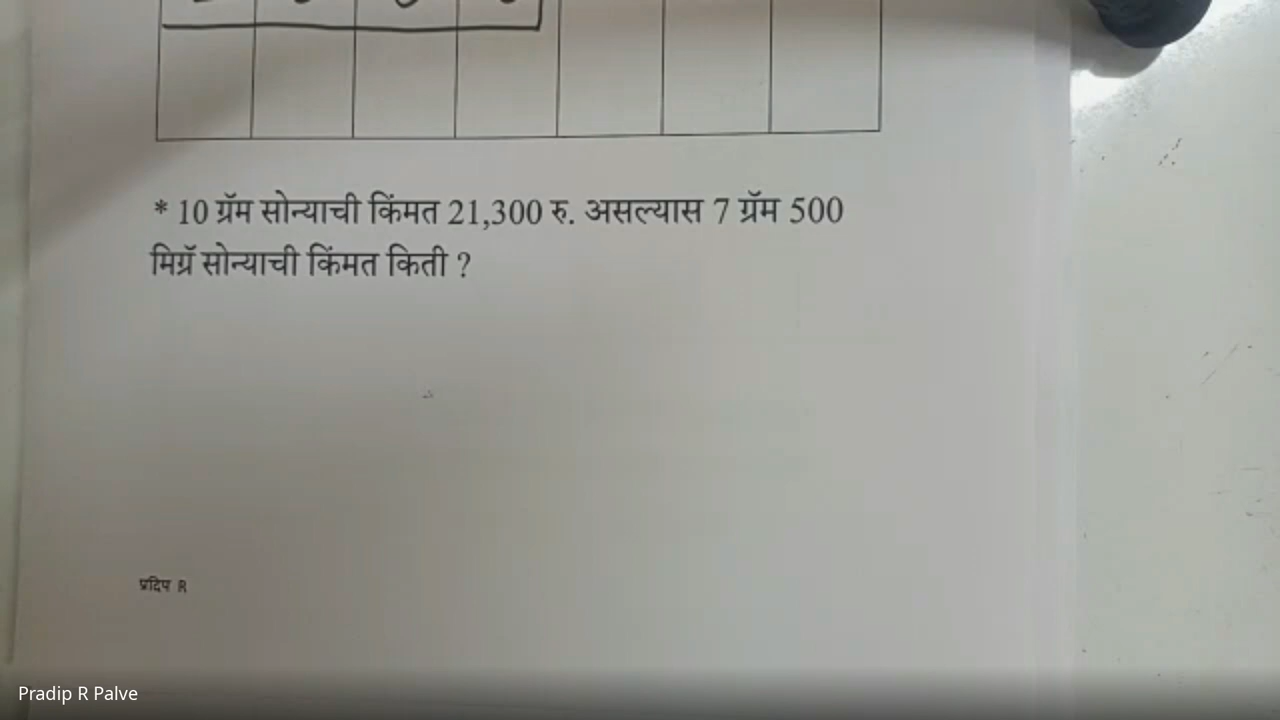 * 10 ग्रॅम सोन्याची किंमत 21,300 रु. असल्यास 7 ग्रॅम 500
मिग्रॅ सोन्याची किंमत किती ?
प्रदिप R
Pradip R Palve